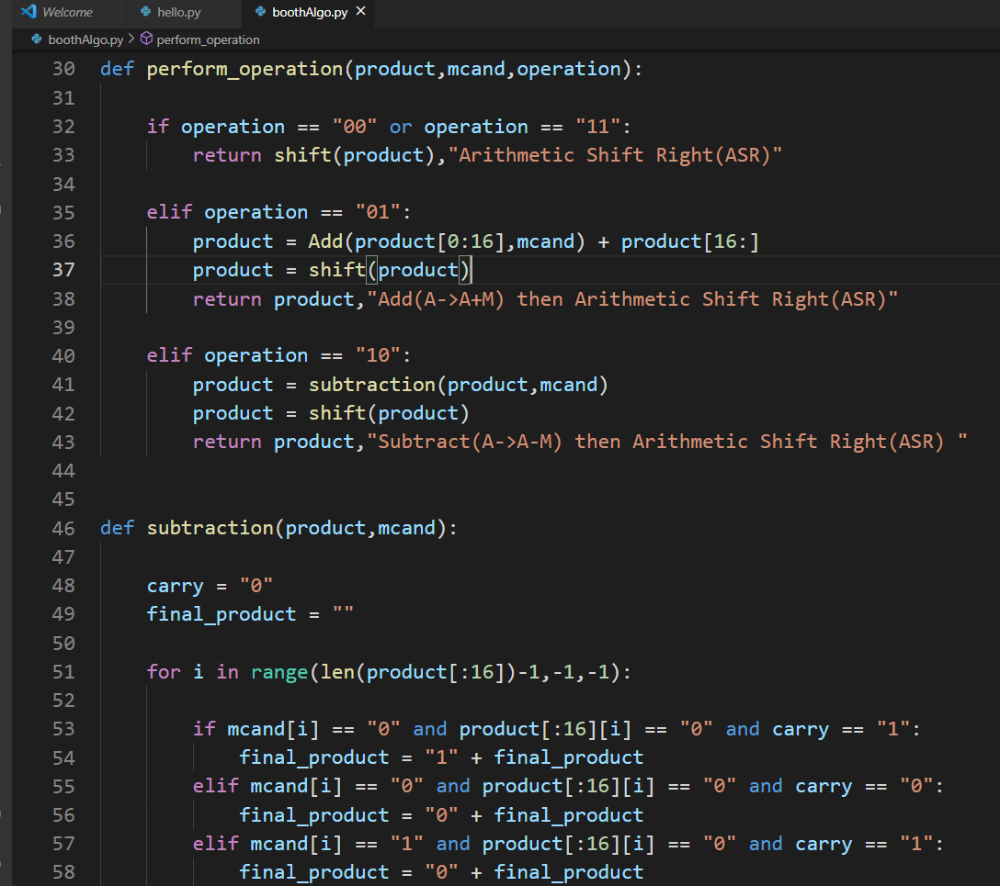 Welcome hello.py boothAlgo.py ×
boothAlgo.py > perform_operation
30 def perform_operation(product,mcand,operation):
31
32     if operation == "00" or operation == "11":
33         return shift(product),"Arithmetic Shift Right(ASR)"
34
35     elif operation == "01":
36         product = Add(product[0:16],mcand) + product[16:]
37         product = shift(product)
38         return product,"Add(A->A+M) then Arithmetic Shift Right(ASR)"
39
40     elif operation == "10":
41         product = subtraction(product,mcand)
42         product = shift(product)
43         return product,"Subtract(A->A-M) then Arithmetic Shift Right(ASR) "
44
45
46 def subtraction(product,mcand):
47
48     carry = "0"
49     final_product = ""
50
51     for i in range(len(product[:16])-1,-1,-1):
52
53         if mcand[i] == "0" and product[:16][i] == "0" and carry == "1":
54             final_product = "1" + final_product
55         elif mcand[i] == "0" and product[:16][i] == "0" and carry == "0":
56             final_product = "0" + final_product
57         elif mcand[i] == "1" and product[:16][i] == "0" and carry == "1":
58             final_product = "0" + final_product